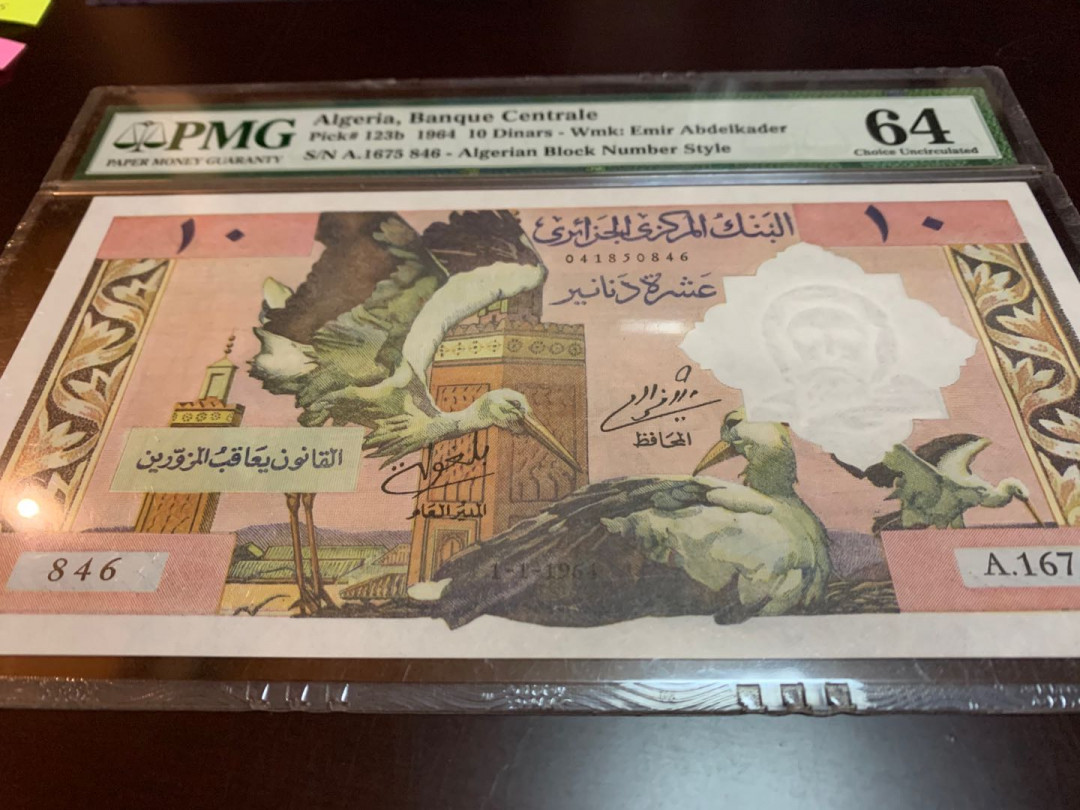 PMG
PAPER MONEY GUARANTY
Algeria, Banque Centrale
Pick# 123b 1964 10 Dinars - Wmk: Emir Abdelkader
S/N A.1675 846 - Algerian Block Number Style
64
Choice Uncirculated
١٠
البنك المركزي الجزائري
١٠
041850846
عشرة دنانير
المحافظ
القانون يعاقب المزورين
المدير العام
1-1-1964
846
A.167